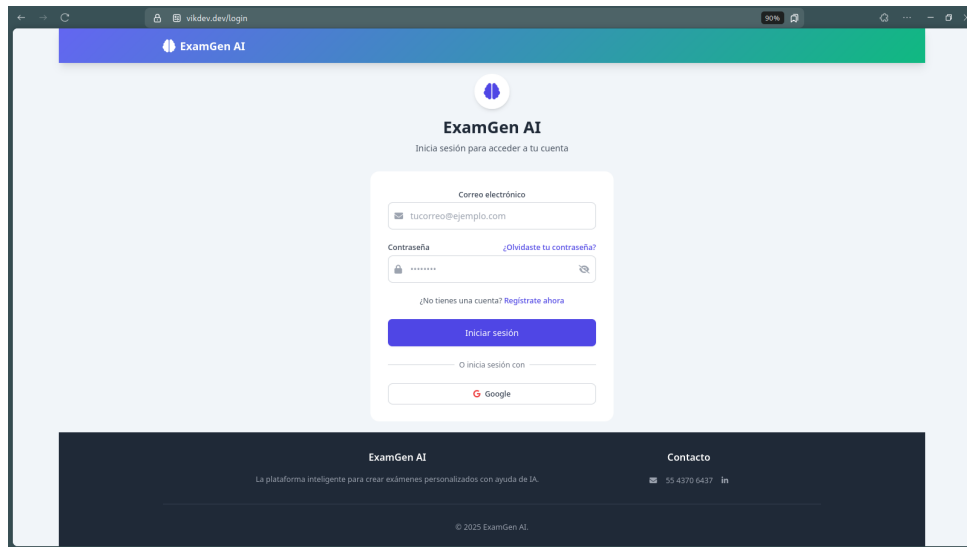 vikdev.dev/login
90%
ExamGen AI
ExamGen AI
Inicia sesión para acceder a tu cuenta
Correo electrónico
tucorreo@ejemplo.com
Contraseña ¿Olvidaste tu contraseña?
••••••••
¿No tienes una cuenta? Regístrate ahora
Iniciar sesión
O inicia sesión con
G Google
ExamGen AI Contacto
La plataforma inteligente para crear exámenes personalizados con ayuda de IA. 55 4370 6437 in
© 2025 ExamGen AI.